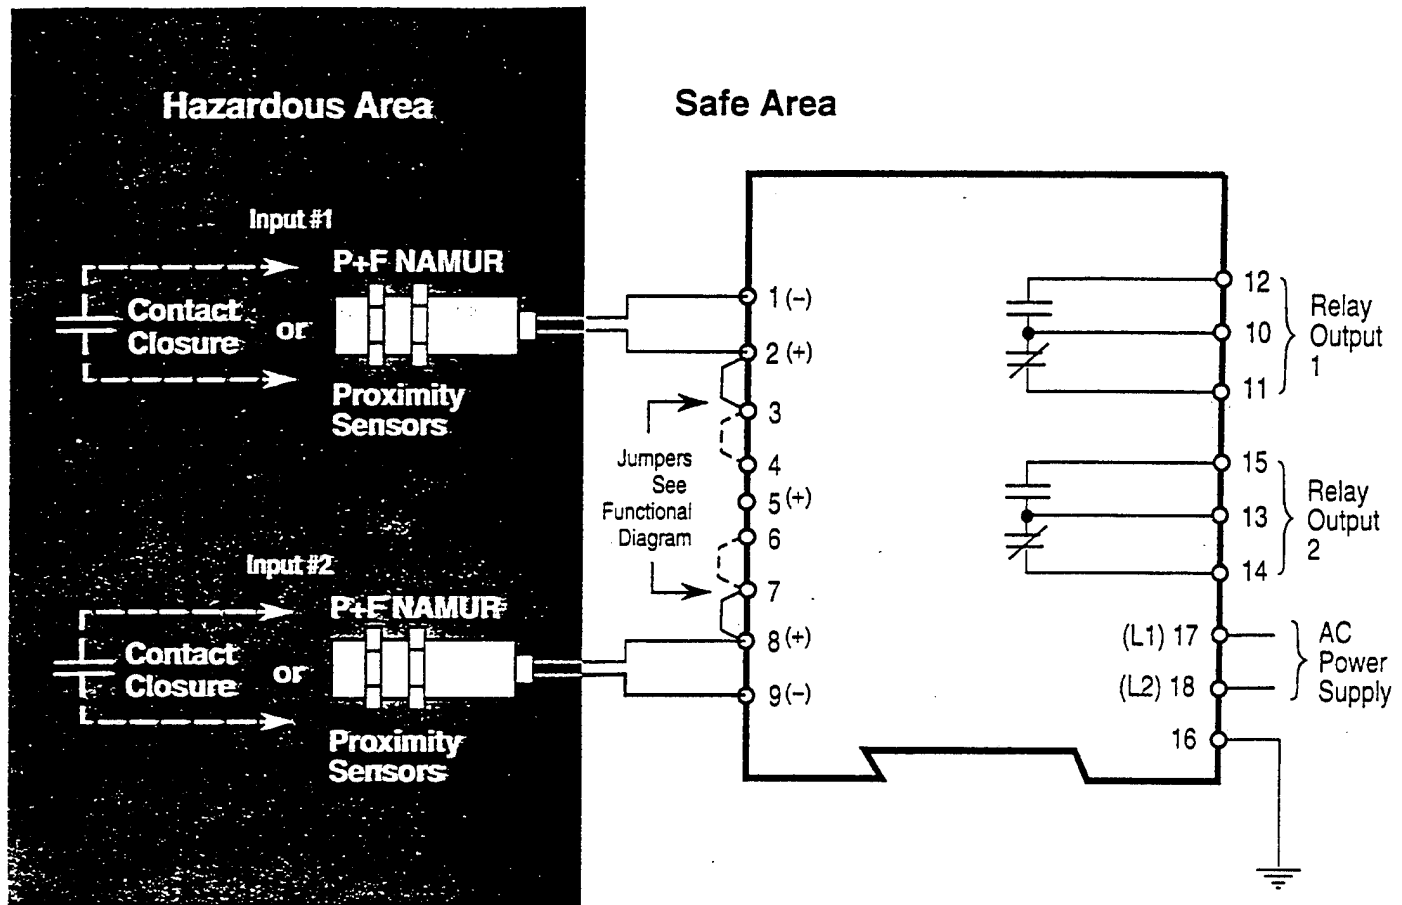 Hazardous Area
Safe Area
Input #1
P+F NAMUR
Contact
Closure
or
Proximity
Sensors
Input #2
P+F NAMUR
Contact
Closure
or
Proximity
Sensors
Jumpers
See
Functional
Diagram
1 (–)
2 (+)
3
4
5 (+)
6
7
8 (+)
9 (–)
12
10
11
Relay
Output
1
15
13
14
Relay
Output
2
(L1) 17
(L2) 18
16
AC
Power
Supply